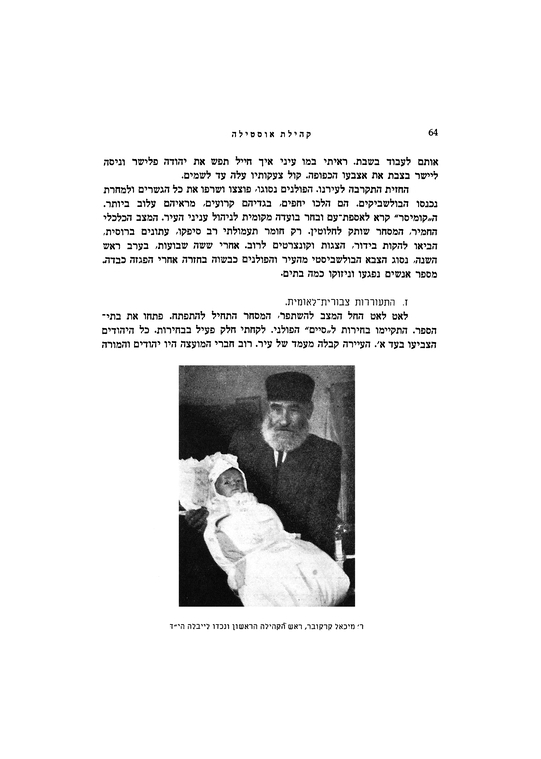 64
קהילת אוסטילה
אותם לעבוד בשבת. ראיתי במו עיני איך חייל תפש את יהודה פלישר וניסה
ליישר בצבת את אצבעו הכפופה. קול צעקותיו עלה עד לשמים.
החזית התקרבה לעירנו. הפולנים נסוגו, פוצצו ושרפו את כל הגשרים ולמחרת
נכנסו הבולשביקים. הם הלכו יחפים, בגדיהם קרועים, מראיהם עלוב ביותר.
ה„קומיסר״ קרא לאספת־עם ובחר בועדה מקומית לניהול עניני העיר. המצב הכלכלי
החמיר, המסחר שותק לחלוטין. רק חומר תעמולתי רב סיפקו, עתונים ברוסית,
הביאו להקות בידור, הצגות וקונצרטים לרוב. אחרי ששה שבועות, בערב ראש
השנה, נסוג הצבא הבולשביסטי מהעיר והפולנים כבשוה בחזרה אחרי הפגזה כבדה.
מספר אנשים נפגעו וניזוקו כמה בתים.
ז. התעוררות צבורית־לאומית.
לאט לאט החל המצב להשתפר, המסחר התחיל להתפתח. פתחו את בתי־
הספר. התקיימו בחירות ל„סיים״ הפולני. לקחתי חלק פעיל בבחירות. כל היהודים
הצביעו בעד א׳. העיירה קבלה מעמד של עיר. רוב חברי המועצה היו יהודים והמורה
ר׳ מיכאל קרקובר, ראש הקהילה הראשון ונכדו לייבלה הי״ד